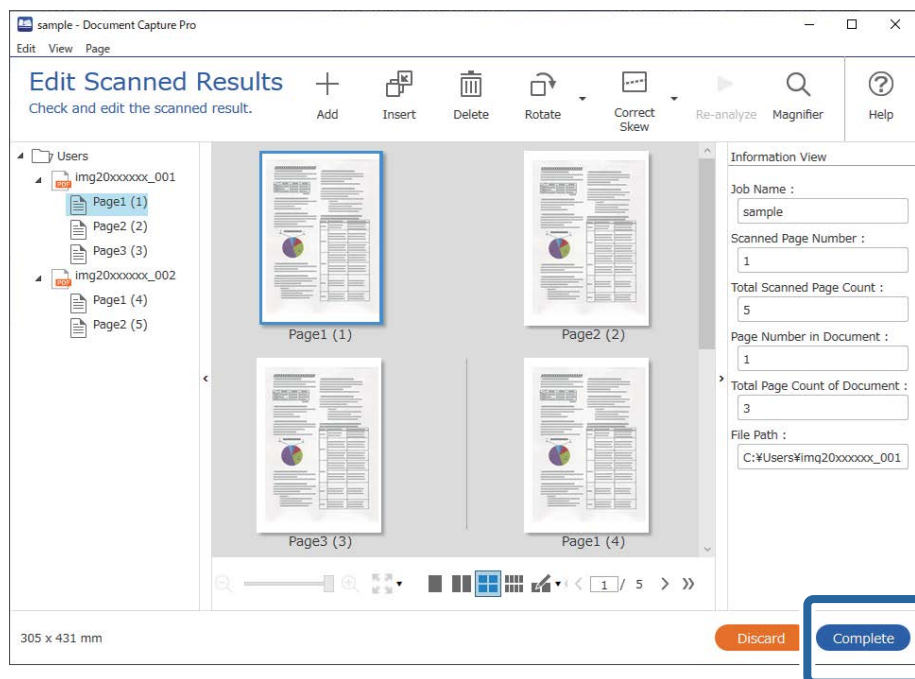 sample - Document Capture Pro
Edit View Page
Edit Scanned Results
Check and edit the scanned result.
Add
Insert
Delete
Rotate
Correct Skew
Re-analyze
Magnifier
Help
Users
PDF img20xxxxxx_001
Page1 (1)
Page2 (2)
Page3 (3)
PDF img20xxxxxx_002
Page1 (4)
Page2 (5)
Page1 (1)
Page2 (2)
Page3 (3)
Page1 (4)
1 / 5
Information View
Job Name :
sample
Scanned Page Number :
1
Total Scanned Page Count :
5
Page Number in Document :
1
Total Page Count of Document :
3
File Path :
C:¥Users¥img20xxxxxx_001
305 x 431 mm
Discard
Complete